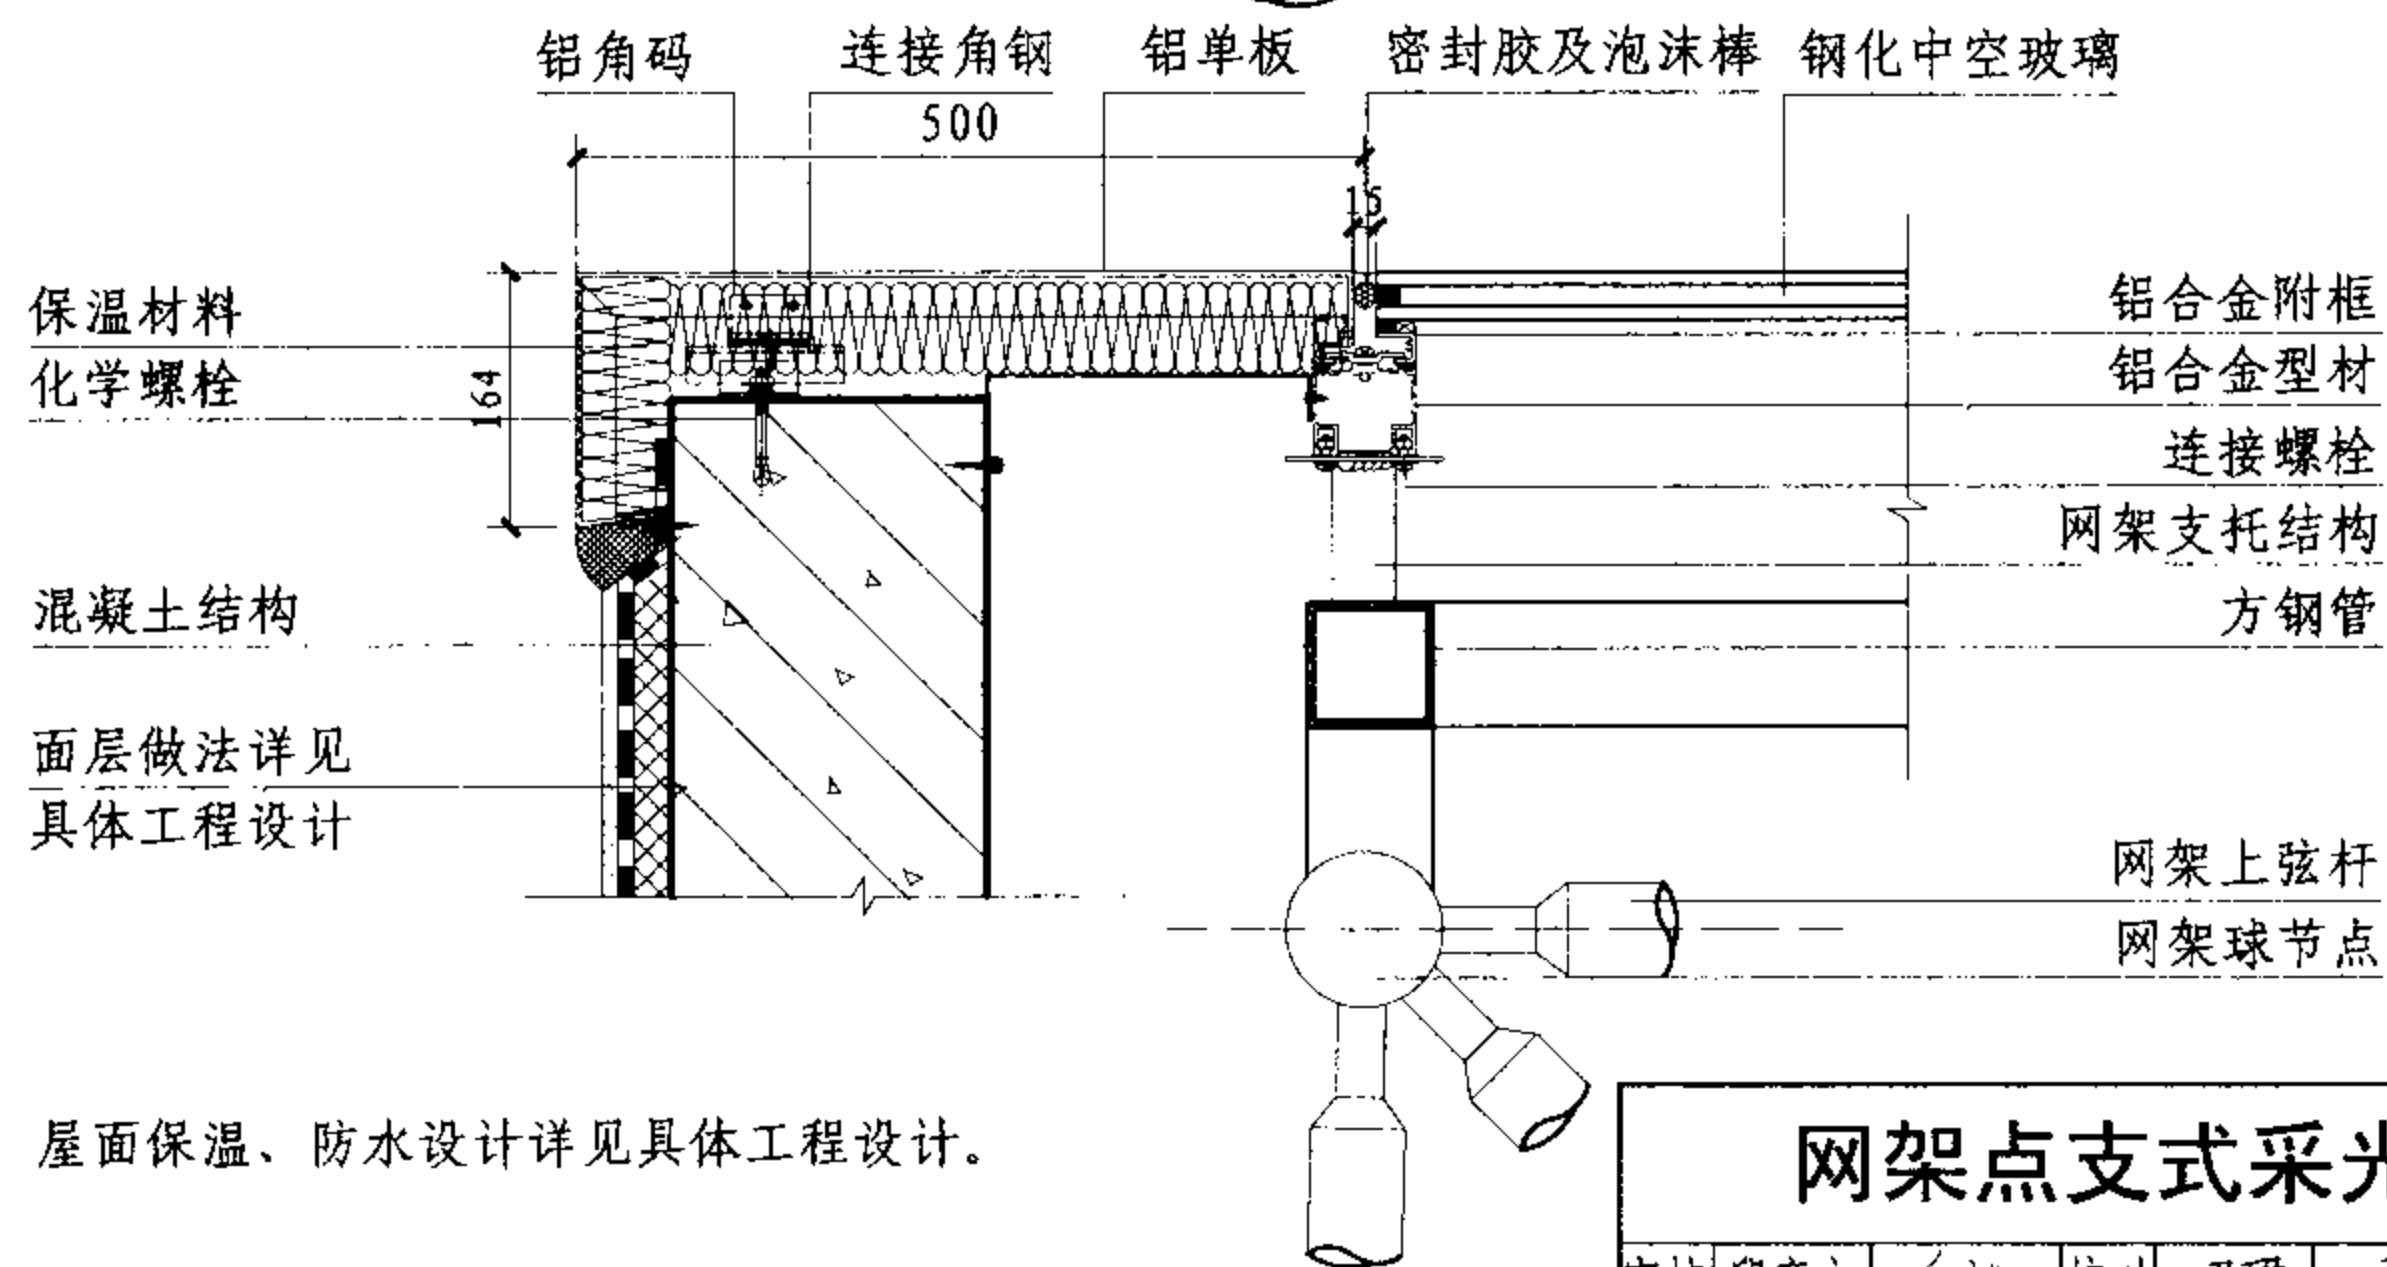 铝角码 连接角钢 铝单板 密封胶及泡沫棒 钢化中空玻璃
500
15
保温材料
化学螺栓
164
混凝土结构
面层做法详见
具体工程设计
铝合金附框
铝合金型材
连接螺栓
网架支托结构
方钢管
网架上弦杆
网架球节点
屋面保温、防水设计详见具体工程设计。
网架点支式采光